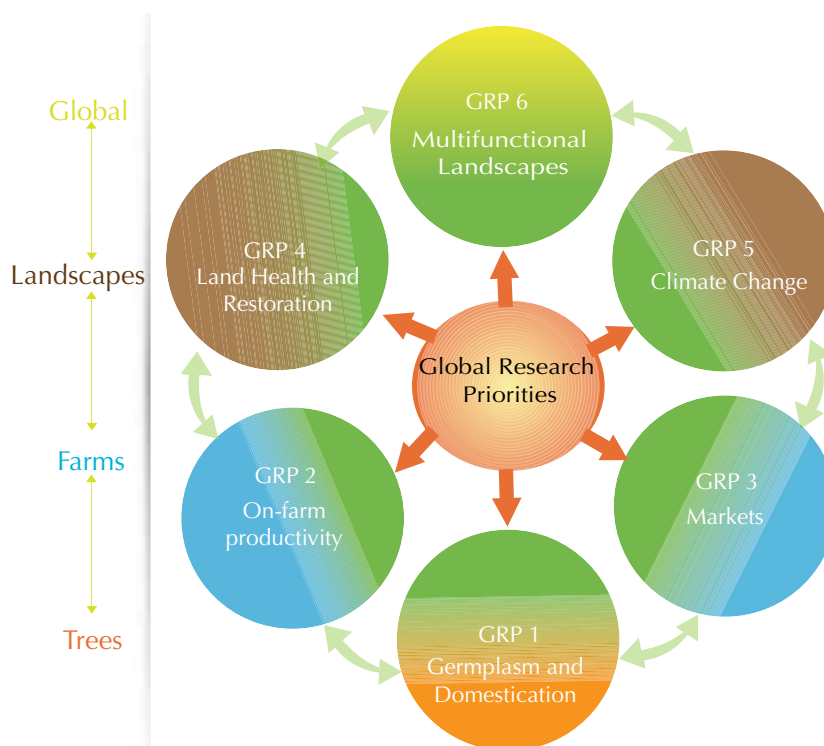 Global
Landscapes
Farms
Trees
GRP 6
Multifunctional
Landscapes
GRP 4
Land Health and
Restoration
GRP 5
Climate Change
Global Research
Priorities
GRP 2
On-farm
productivity
GRP 3
Markets
GRP 1
Germplasm and
Domestication